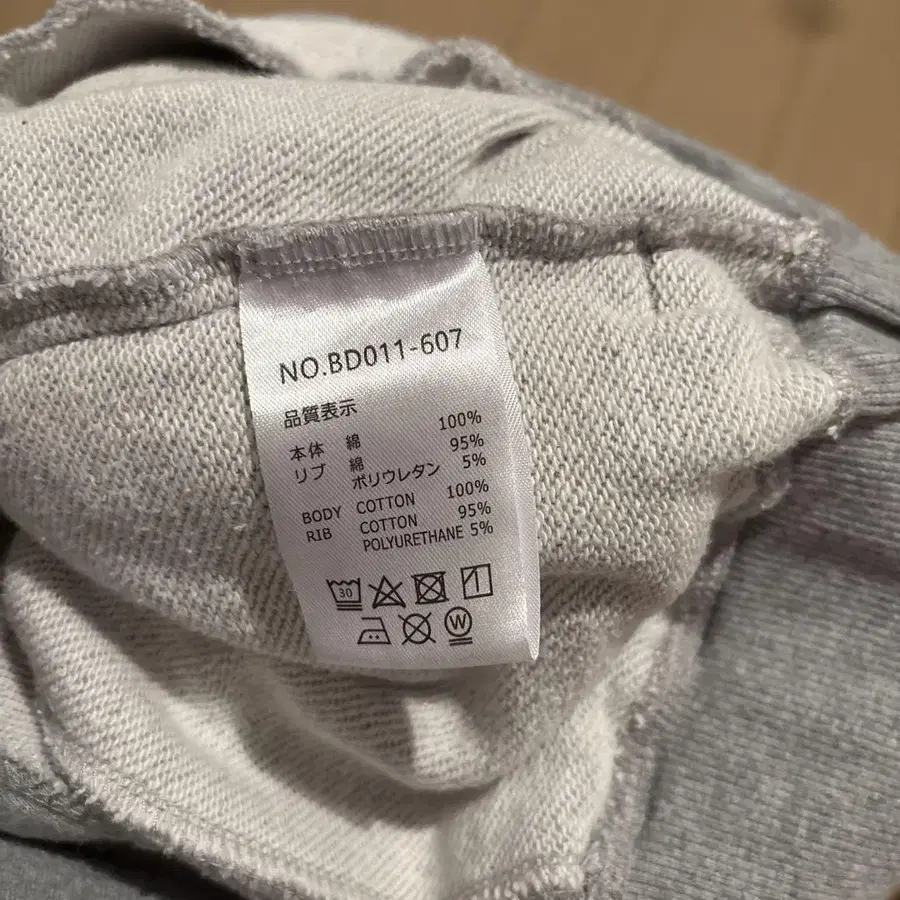 NO.BD011-607
品質表示
本体 綿 100%
リブ 綿 95%
ポリウレタン 5%
BODY COTTON 100%
RIB COTTON 95%
POLYURETHANE 5%
30
W